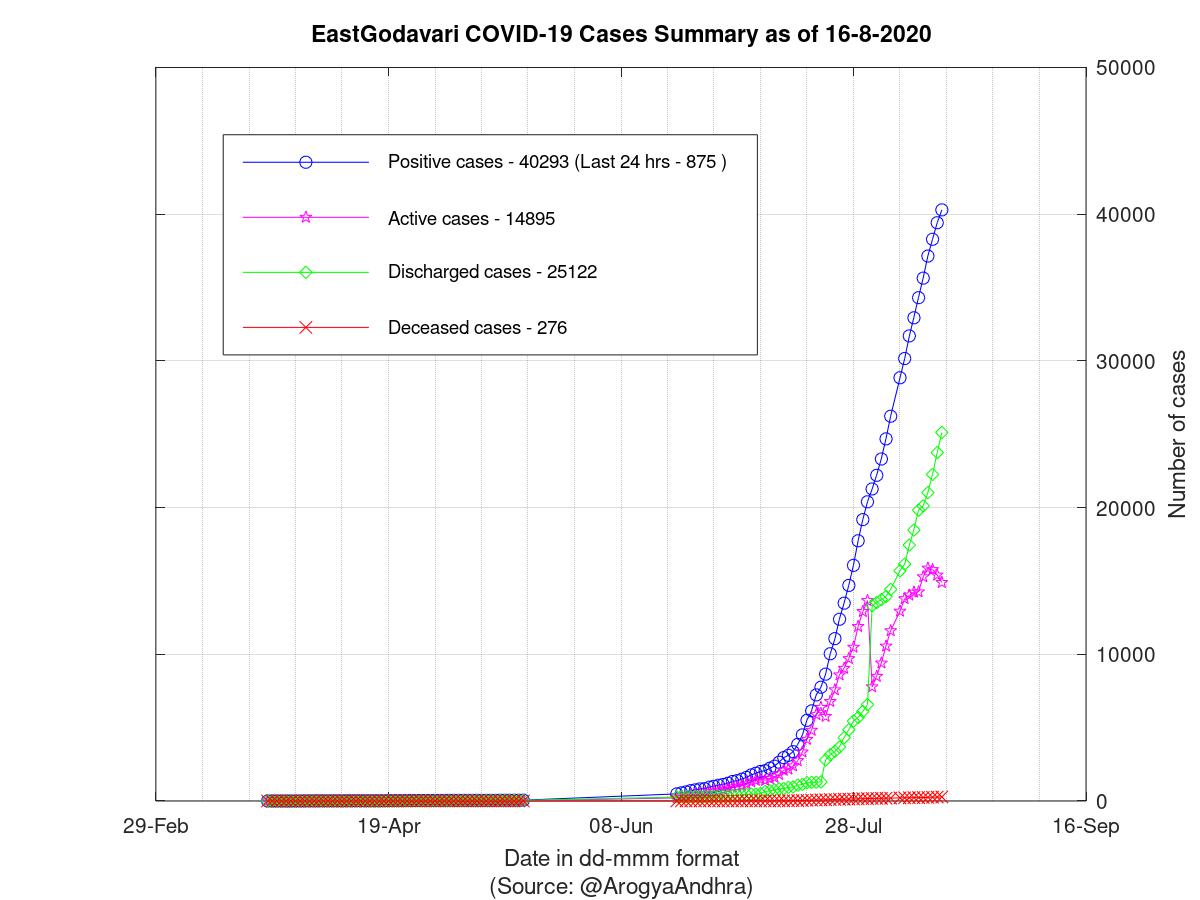 EastGodavari COVID-19 Cases Summary as of 16-8-2020
50000
Positive cases - 40293 (Last 24 hrs - 875 )
Active cases - 14895
Discharged cases - 25122
Deceased cases - 276
40000
30000
20000
10000
0
Number of cases
29-Feb
19-Apr
08-Jun
28-Jul
16-Sep
Date in dd-mmm format
(Source: @ArogyaAndhra)